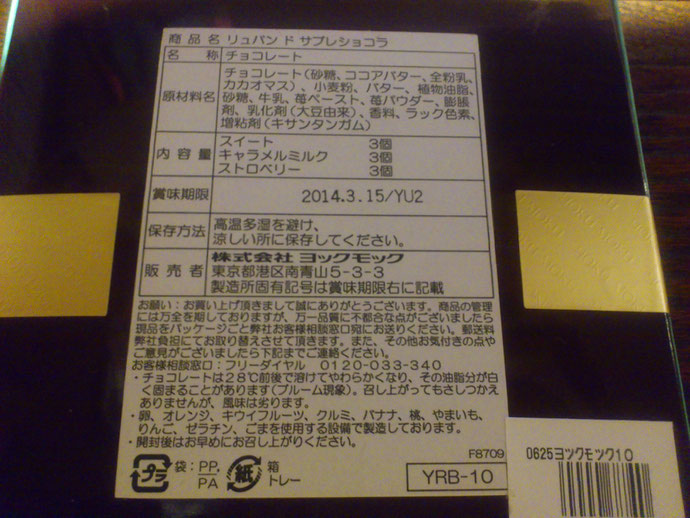 商品名 リュバン ド サブレショコラ
名 称 チョコレート
原材料名 チョコレート(砂糖、ココアバター、全粉乳、
カカオマス)、小麦粉、バター、植物油脂、
砂糖、牛乳、苺ペースト、苺パウダー、膨脹
剤、乳化剤(大豆由来)、香料、ラック色素、
増粘剤(キサンタンガム)
内容量 スイート 3個
キャラメルミルク 3個
ストロベリー 3個
賞味期限 2014.3.15/YU2
保存方法 高温多湿を避け、
涼しい所に保存してください。
販売者 株式会社 ヨックモック
東京都港区南青山5-3-3
製造所固有記号は賞味期限右に記載
お願い:お買い上げ頂きまして誠にありがとうございます。商品の管理
には万全を期しておりますが、万一品質に不都合な点がございましたら
現品をパッケージごと弊社お客様相談窓口宛にお送りください。郵送料
弊社負担にてお取り替えさせて頂きます。また、その他お気付きの点や
ご意見がございましたら下記までご連絡ください。
お客様相談窓口:フリーダイヤル 0120-033-340
・チョコレートは28℃前後で溶けてやわらかくなり、その油脂分が白
く固まることがあります(ブルーム現象)。召し上がってもさしつかえ
ありませんが、風味は劣ります。
・卵、オレンジ、キウイフルーツ、クルミ、バナナ、桃、やまいも、
りんご、ゼラチン、ごまを使用する設備で製造しております。
・開封後はお早めにお召し上がりください。
F8709
プラ 袋:PP,
PA
紙 箱
トレー
YRB-10
0625ヨックモック10